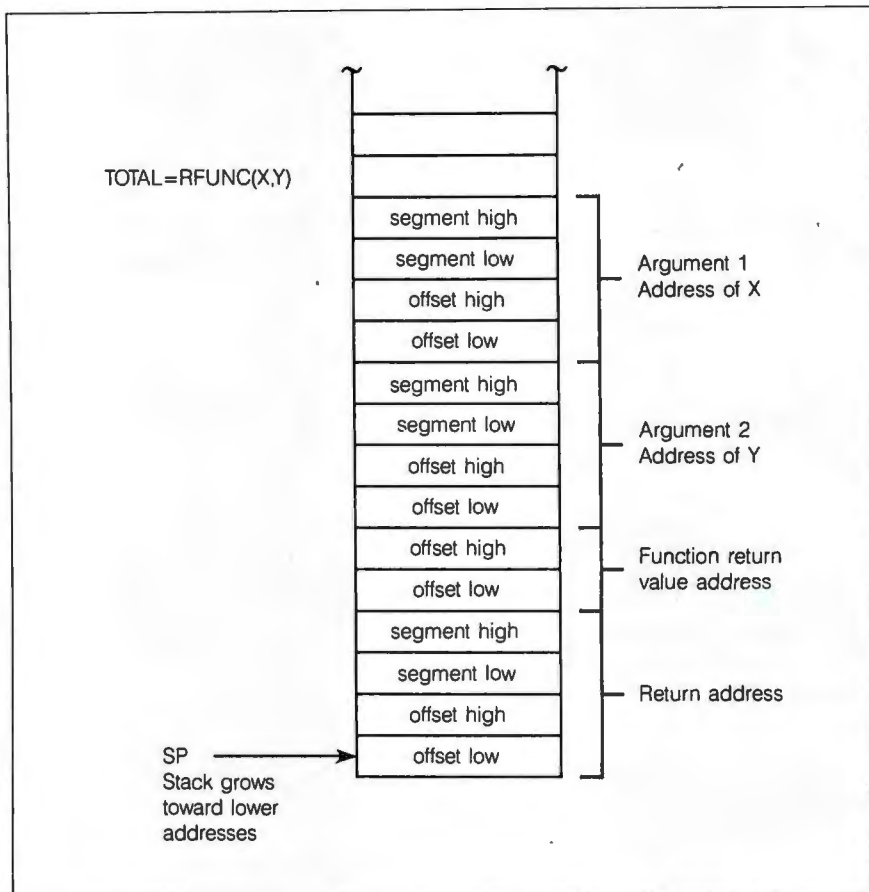 TOTAL=RFUNC(X,Y)
segment high
segment low
offset high
offset low
Argument 1
Address of X
segment high
segment low
offset high
offset low
Argument 2
Address of Y
offset high
offset low
Function return
value address
segment high
segment low
offset high
offset low
Return address
SP
Stack grows
toward lower
addresses